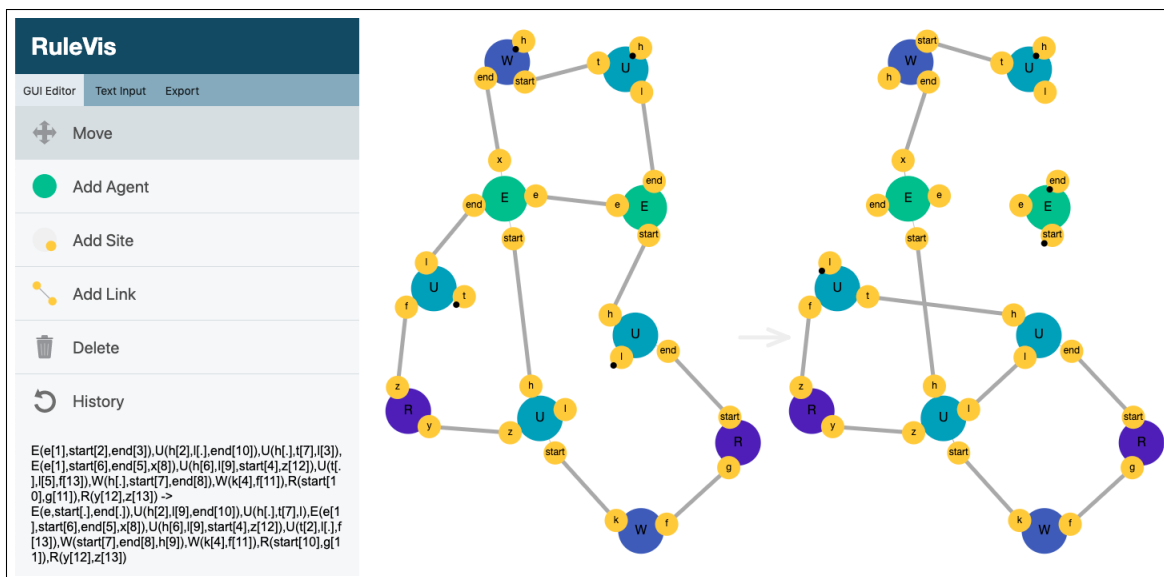 RuleVis
GUI Editor Text Input Export
Move
Add Agent
Add Site
Add Link
Delete
History
E(e[1],start[2],end[3]),U(h[2],l[.],end[10]),U(h[.],t[7],l[3]),
E(e[1],start[6],end[5],x[8]),U(h[6],l[9],start[4],z[12]),U(t[.
],l[5],f[13]),W(h[.],start[7],end[8]),W(k[4],f[11]),R(start[1
0],g[11]),R(y[12],z[13]) ->
E(e,start[.],end[.]),U(h[2],l[9],end[10]),U(h[.],t[7],l),E(e[1
],start[6],end[5],x[8]),U(h[6],l[9],start[4],z[12]),U(t[2],l[.],f
[13]),W(start[7],end[8],h[9]),W(k[4],f[11]),R(start[10],g[1
1]),R(y[12],z[13])
h
W
end
start
t
h
U
l
x
E
end
e
start
end
e
E
start
l
U
t
f
h
U
l
end
z
R
y
h
U
l
z
start
start
R
g
k
W
f
start
W
h
end
t
h
U
l
x
E
end
e
start
end
e
E
start
l
U
t
f
h
U
l
end
z
R
y
h
U
l
z
start
start
R
g
k
W
f